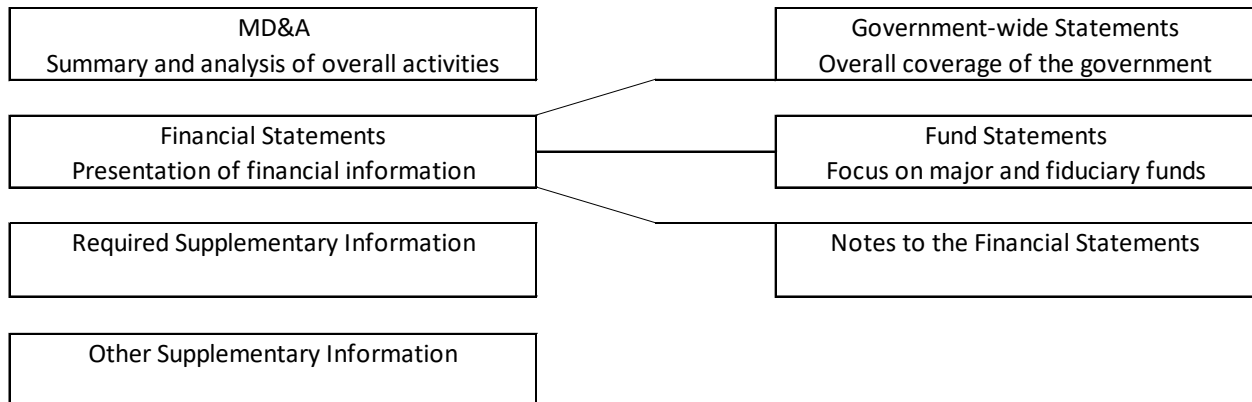 MD&A
Summary and analysis of overall activities
Government-wide Statements
Overall coverage of the government
Financial Statements
Presentation of financial information
Fund Statements
Focus on major and fiduciary funds
Required Supplementary Information
Notes to the Financial Statements
Other Supplementary Information